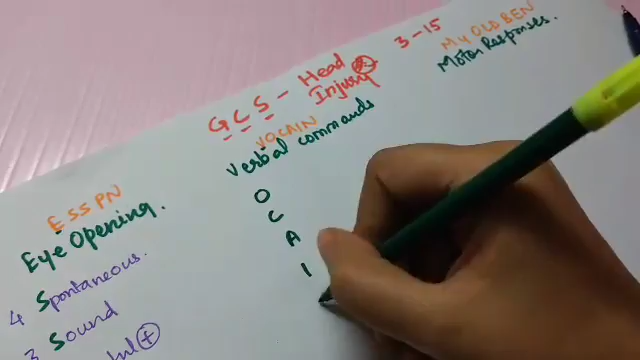 GCS - Head Injury 3-15
MY OLD BEN
Motor Responses.
VOCAIN
Verbal commands
O
C
A
I
ESSPN
Eye Opening.
4 Spontaneous.
3 Sound